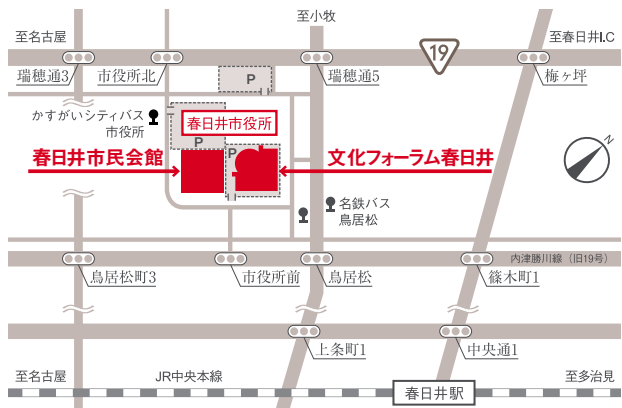 至小牧
至名古屋
19
至春日井I.C
瑞穂通3
市役所北
P
瑞穂通5
梅ヶ坪
かすがいシティバス
市役所
春日井市役所
P
N
春日井市民会館
P
文化フォーラム春日井
名鉄バス
鳥居松
内津勝川線（旧19号）
鳥居松町3
市役所前
鳥居松
篠木町1
上条町1
中央通1
至名古屋
JR中央本線
春日井駅
至多治見